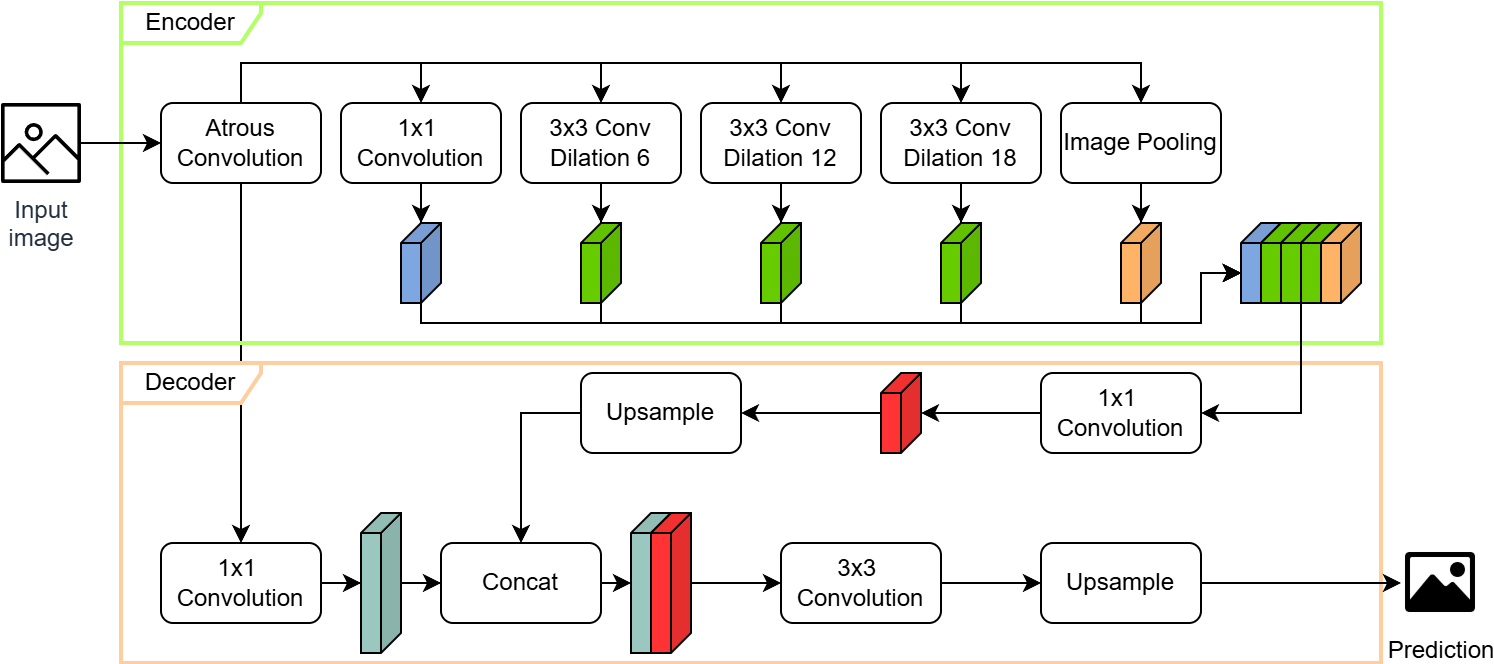 Encoder
Input
image
Atrous
Convolution
1x1
Convolution
3x3 Conv
Dilation 6
3x3 Conv
Dilation 12
3x3 Conv
Dilation 18
Image Pooling
Decoder
Upsample
1x1
Convolution
1x1
Convolution
Concat
3x3
Convolution
Upsample
Prediction